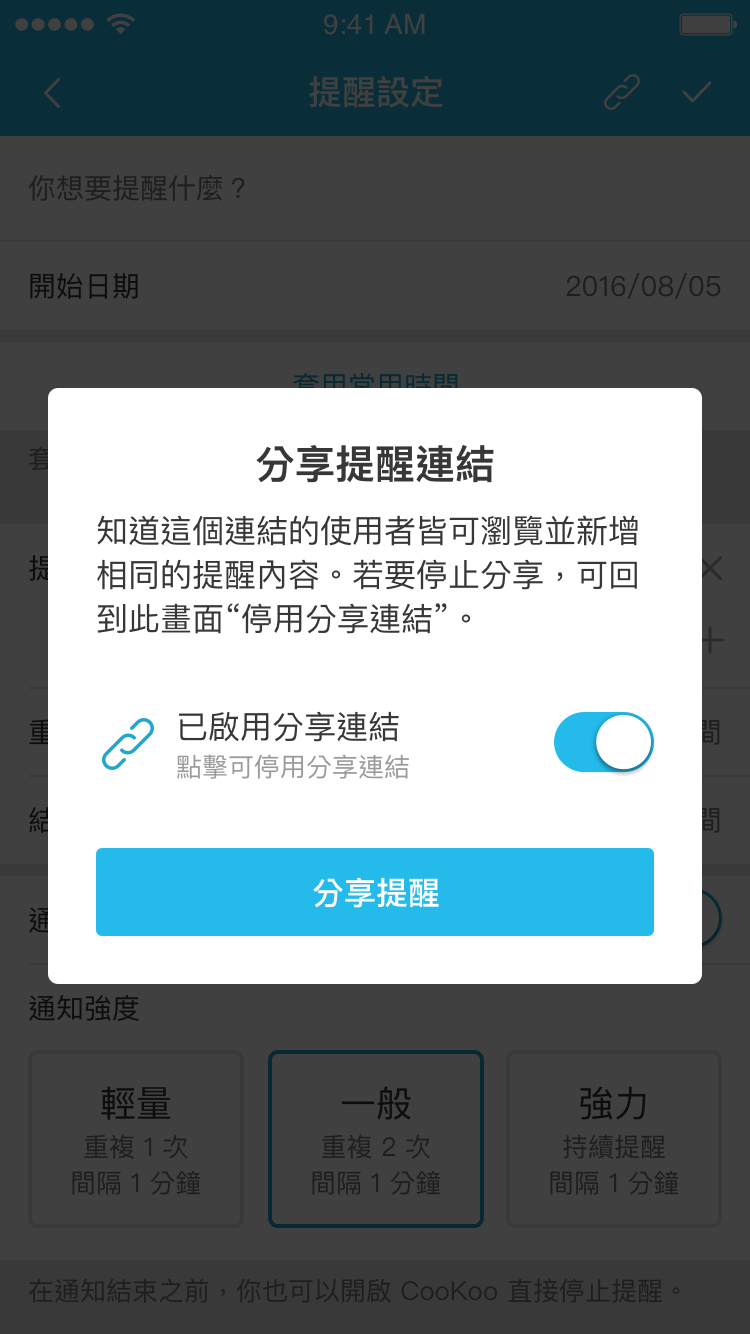 9:41 AM
提醒設定
你想要提醒什麼？
開始日期
2016/08/05
套用常用時間
套
分享提醒連結
知道這個連結的使用者皆可瀏覽並新增
相同的提醒內容。若要停止分享，可回
到此畫面“停用分享連結”。
提
重
間
已啟用分享連結
點擊可停用分享連結
結
間
分享提醒
通
通知強度
輕量
重複 1 次
間隔 1 分鐘
一般
重複 2 次
間隔 1 分鐘
強力
持續提醒
間隔 1 分鐘
在通知結束之前，你也可以開啟 CooKoo 直接停止提醒。